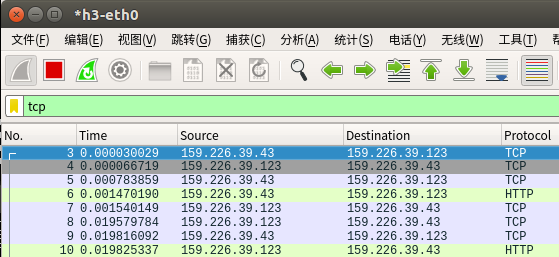 *h3-eth0
文件(F) 编辑(E) 视图(V) 跳转(G) 捕获(C) 分析(A) 统计(S) 电话(Y) 无线(W) 工具(T)
tcp
No. Time Source Destination Protocol
3 0.000030029 159.226.39.43 159.226.39.123 TCP
4 0.000066719 159.226.39.123 159.226.39.43 TCP
5 0.000783859 159.226.39.43 159.226.39.123 TCP
6 0.001470190 159.226.39.43 159.226.39.123 HTTP
7 0.001540149 159.226.39.123 159.226.39.43 TCP
8 0.019579784 159.226.39.123 159.226.39.43 TCP
9 0.019816092 159.226.39.43 159.226.39.123 TCP
10 0.019825337 159.226.39.123 159.226.39.43 HTTP